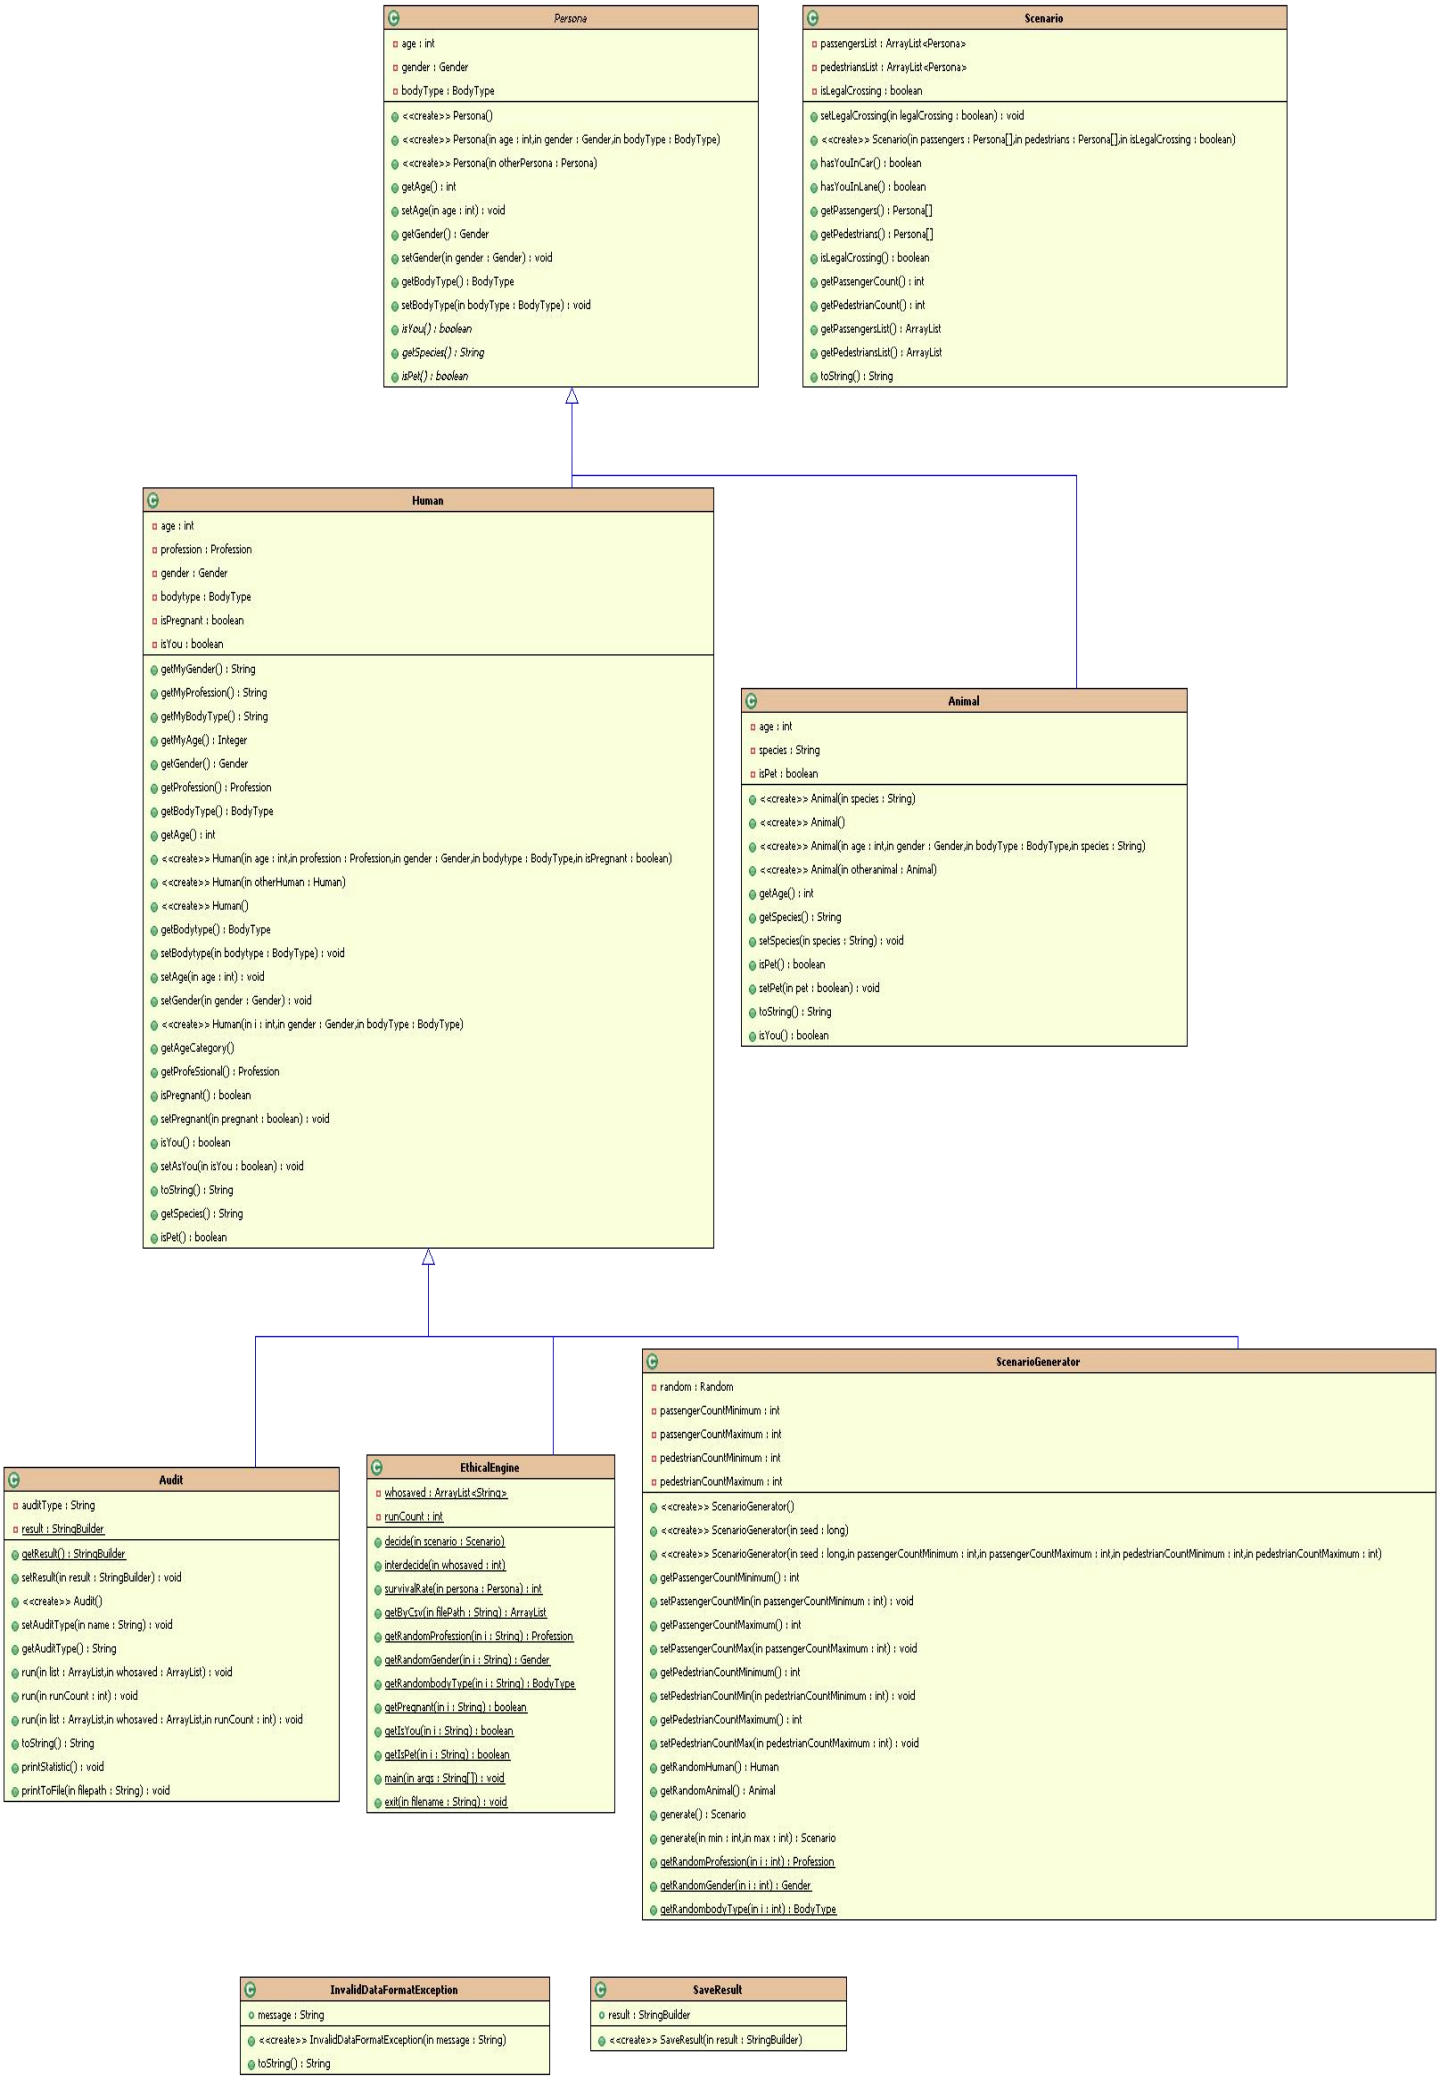 Persona
age : int
gender : Gender
bodyType : BodyType
<<create>> Persona()
<<create>> Persona(in age : int,in gender : Gender,in bodyType : BodyType)
<<create>> Persona(in otherPersona : Persona)
getAge() : int
setAge(in age : int) : void
getGender() : Gender
setGender(in gender : Gender) : void
getBodyType() : BodyType
setBodyType(in bodyType : BodyType) : void
isYou() : boolean
getSpecies() : String
isPet() : boolean
Scenario
passengersList : ArrayList<Persona>
pedestriansList : ArrayList<Persona>
isLegalCrossing : boolean
setLegalCrossing(in legalCrossing : boolean) : void
<<create>> Scenario(in passengers : Persona[],in pedestrians : Persona[],in isLegalCrossing : boolean)
hasYouInCar() : boolean
hasYouInLane() : boolean
getPassengers() : Persona[]
getPedestrians() : Persona[]
isLegalCrossing() : boolean
getPassengerCount() : int
getPedestrianCount() : int
getPassengersList() : ArrayList
getPedestriansList() : ArrayList
toString() : String
Human
age : int
profession : Profession
gender : Gender
bodytype : BodyType
isPregnant : boolean
isYou : boolean
getMyGender() : String
getMyProfession() : String
getMyBodyType() : String
getMyAge() : Integer
getGender() : Gender
getProfession() : Profession
getBodyType() : BodyType
getAge() : int
<<create>> Human(in age : int,in profession : Profession,in gender : Gender,in bodytype : BodyType,in isPregnant : boolean)
<<create>> Human(in otherHuman : Human)
<<create>> Human()
getBodytype() : BodyType
setBodytype(in bodytype : BodyType) : void
setAge(in age : int) : void
setGender(in gender : Gender) : void
<<create>> Human(in i : int,in gender : Gender,in bodyType : BodyType)
getAgeCategory()
getProfeSsional() : Profession
isPregnant() : boolean
setPregnant(in pregnant : boolean) : void
isYou() : boolean
setAsYou(in isYou : boolean) : void
toString() : String
getSpecies() : String
isPet() : boolean
Animal
age : int
species : String
isPet : boolean
<<create>> Animal(in species : String)
<<create>> Animal()
<<create>> Animal(in age : int,in gender : Gender,in bodyType : BodyType,in species : String)
<<create>> Animal(in otheranimal : Animal)
getAge() : int
getSpecies() : String
setSpecies(in species : String) : void
isPet() : boolean
setPet(in pet : boolean) : void
toString() : String
isYou() : boolean
Audit
auditType : String
result : StringBuilder
getResult() : StringBuilder
setResult(in result : StringBuilder) : void
<<create>> Audit()
setAuditType(in name : String) : void
getAuditType() : String
run(in list : ArrayList,in whosaved : ArrayList) : void
run(in runCount : int) : void
run(in list : ArrayList,in whosaved : ArrayList,in runCount : int) : void
toString() : String
printStatistic() : void
printToFile(in filepath : String) : void
EthicalEngine
whosaved : ArrayList<String>
runCount : int
decide(in scenario : Scenario)
interdecide(in whosaved : int)
survivalRate(in persona : Persona) : int
getByCsv(in filePath : String) : ArrayList
getRandomProfession(in i : String) : Profession
getRandomGender(in i : String) : Gender
getRandombodyType(in i : String) : BodyType
getPregnant(in i : String) : boolean
getIsYou(in i : String) : boolean
getIsPet(in i : String) : boolean
main(in args : String[]) : void
exit(in filename : String) : void
ScenarioGenerator
random : Random
passengerCountMinimum : int
passengerCountMaximum : int
pedestrianCountMinimum : int
pedestrianCountMaximum : int
<<create>> ScenarioGenerator()
<<create>> ScenarioGenerator(in seed : long)
<<create>> ScenarioGenerator(in seed : long,in passengerCountMinimum : int,in passengerCountMaximum : int,in pedestrianCountMinimum : int,in pedestrianCountMaximum : int)
getPassengerCountMinimum() : int
setPassengerCountMin(in passengerCountMinimum : int) : void
getPassengerCountMaximum() : int
setPassengerCountMax(in passengerCountMaximum : int) : void
getPedestrianCountMinimum() : int
setPedestrianCountMin(in pedestrianCountMinimum : int) : void
getPedestrianCountMaximum() : int
setPedestrianCountMax(in pedestrianCountMaximum : int) : void
getRandomHuman() : Human
getRandomAnimal() : Animal
generate() : Scenario
generate(in min : int,in max : int) : Scenario
getRandomProfession(in i : int) : Profession
getRandomGender(in i : int) : Gender
getRandombodyType(in i : int) : BodyType
InvalidDataFormatException
message : String
<<create>> InvalidDataFormatException(in message : String)
toString() : String
SaveResult
result : StringBuilder
<<create>> SaveResult(in result : StringBuilder)